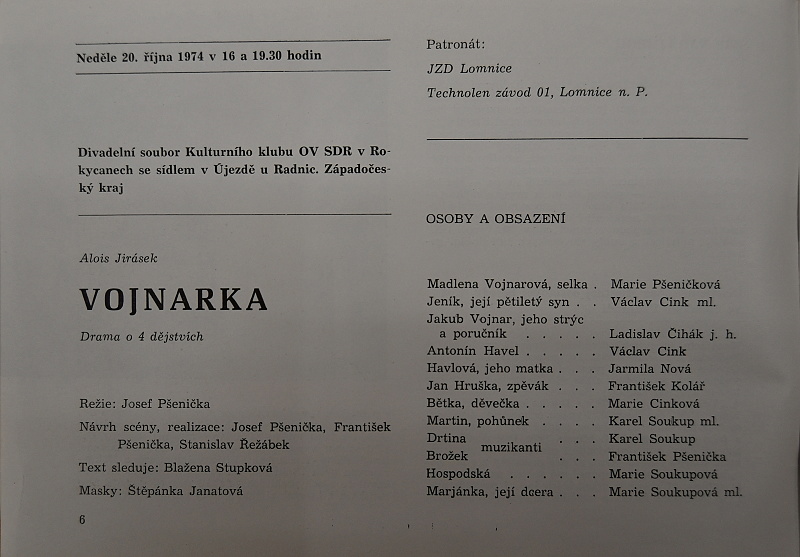 Neděle 20. října 1974 v 16 a 19.30 hodin
Divadelní soubor Kulturního klubu OV SDR v Ro-
kycanech se sídlem v Újezdě u Radnic. Západočes-
ký kraj
Alois Jirásek
VOJNARKA
Drama o 4 dějstvích
Režie: Josef Pšenička
Návrh scény, realizace: Josef Pšenička, František
Pšenička, Stanislav Řežábek
Text sleduje: Blažena Stupková
Masky: Štěpánka Janatová
6
Patronát:
JZD Lomnice
Technolen závod 01, Lomnice n. P.
OSOBY A OBSAZENÍ
Madlena Vojnarová, selka . Marie Pšeničková
Jeník, její pětiletý syn . . Václav Cink ml.
Jakub Vojnar, jeho strýc
a poručník . . . . . Ladislav Čihák j. h.
Antonín Havel . . . . . Václav Cink
Havlová, jeho matka . . . Jarmila Nová
Jan Hruška, zpěvák . . . František Kolář
Bětka, děvečka . . . . . Marie Cinková
Martin, pohůnek . . . . Karel Soukup ml.
Drtina muzikanti . . . Karel Soukup
Brožek . . . František Pšenička
Hospodská . . . . . . Marie Soukupová
Marjánka, její dcera . . . Marie Soukupová ml.